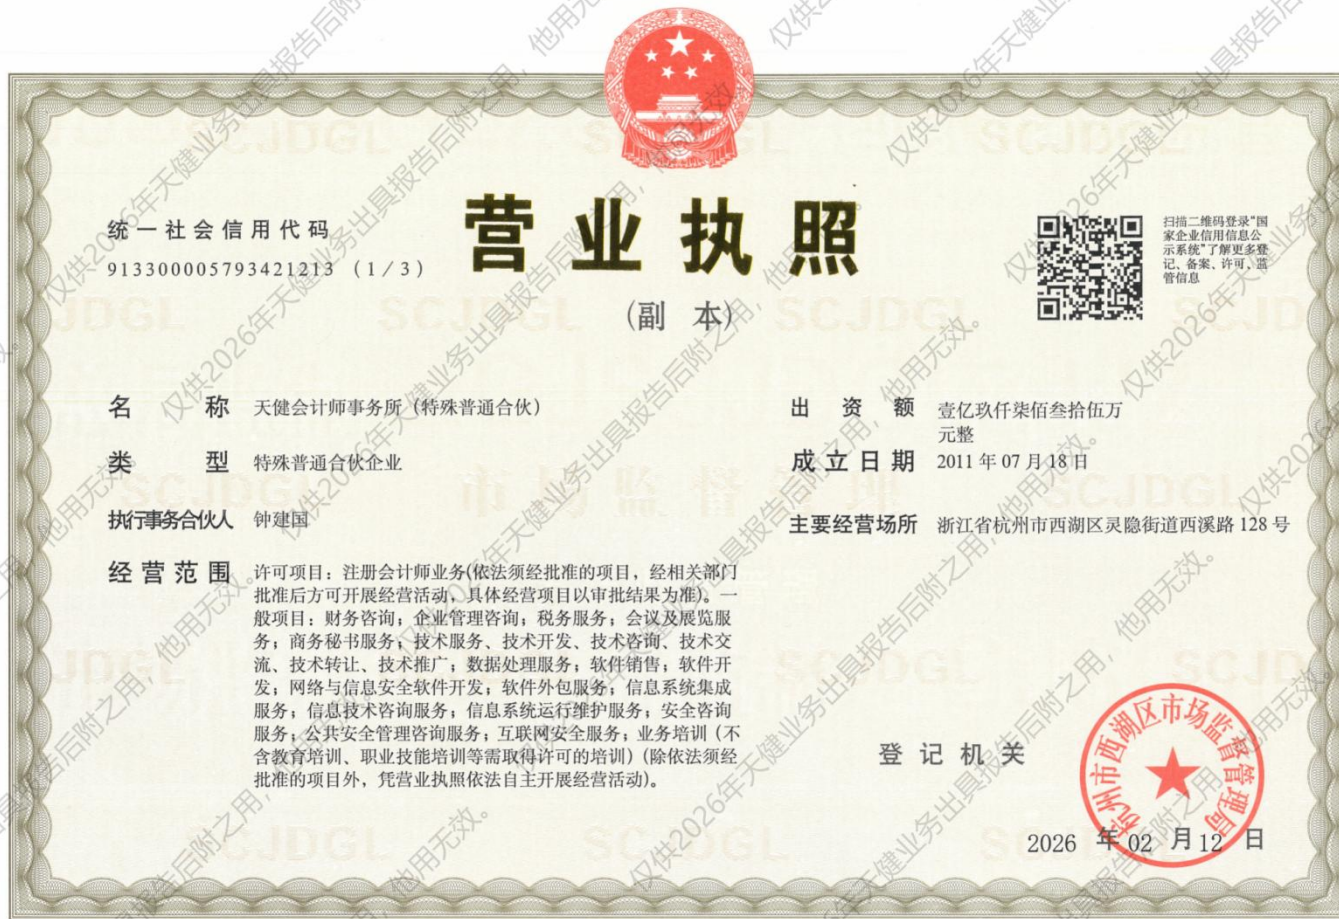 营业执照
(副 本)
统一社会信用代码
913300005793421213 (1/3)
扫描二维码登录“国
家企业信用信息公
示系统”了解更多登
记、备案、许可、监
管信息
名 称 天健会计师事务所(特殊普通合伙)
类 型 特殊普通合伙企业
执行事务合伙人 钟建国
经营范围 许可项目：注册会计师业务(依法须经批准的项目，经相关部门
批准后方可开展经营活动，具体经营项目以审批结果为准)。一
般项目：财务咨询；企业管理咨询；税务服务；会议及展览服
务；商务秘书服务；技术服务、技术开发、技术咨询、技术交
流、技术转让、技术推广；数据处理服务；软件销售；软件开
发；网络与信息安全软件开发；软件外包服务；信息系统集成
服务；信息技术咨询服务；信息系统运行维护服务；安全咨询
服务；公共安全管理咨询服务；互联网安全服务；业务培训(不
含教育培训、职业技能培训等需取得许可的培训)(除依法须经
批准的项目外，凭营业执照依法自主开展经营活动)。
出 资 额 壹亿玖仟柒佰叁拾伍万
元整
成立日期 2011年07月18日
主要经营场所 浙江省杭州市西湖区灵隐街道西溪路128号
登记机关
杭州市西湖区市场监督管理局
2026 年 02 月 12 日
仅供2026年天健业务出具报告后附之用，他用无效。
SCJDGL
市场监督管理